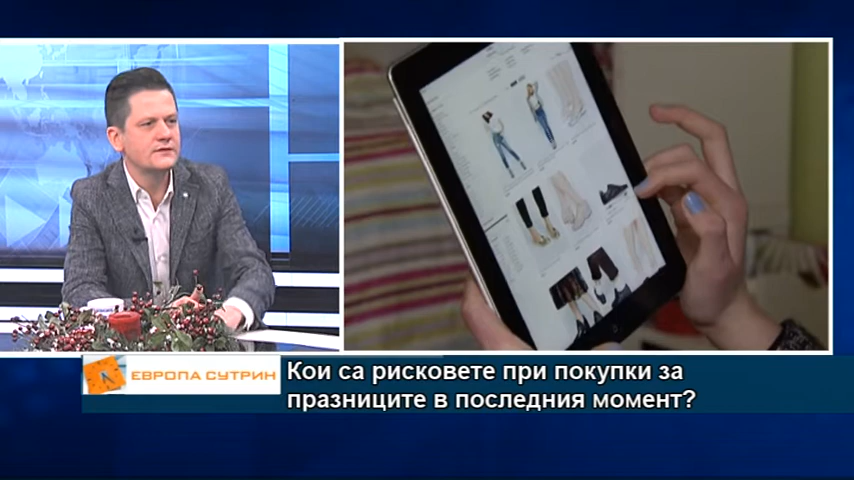 ЕВРОПА СУТРИН
Кои са рисковете при покупки за
празниците в последния момент?